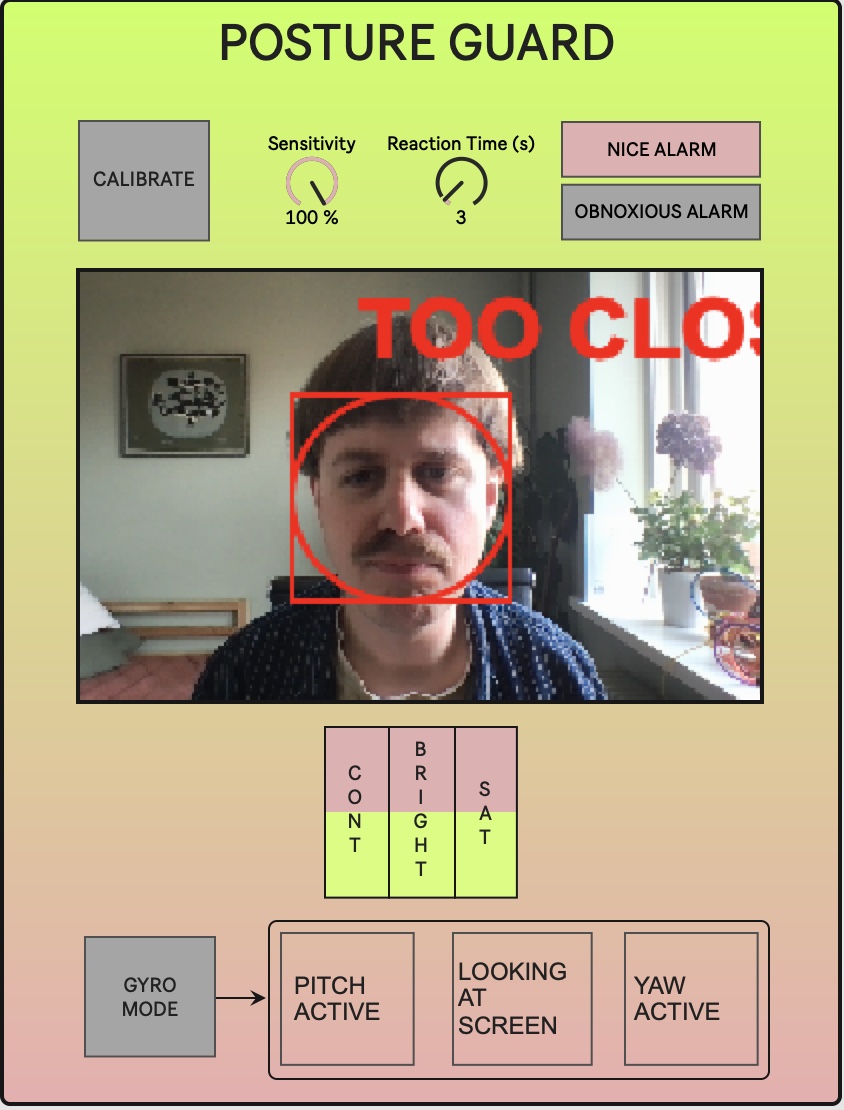 POSTURE GUARD
CALIBRATE
Sensitivity
100 %
Reaction Time (s)
3
NICE ALARM
OBNOXIOUS ALARM
TOO CLOS
CONT
BRIGHT
SAT
GYRO
MODE
PITCH
ACTIVE
LOOKING
AT
SCREEN
YAW
ACTIVE